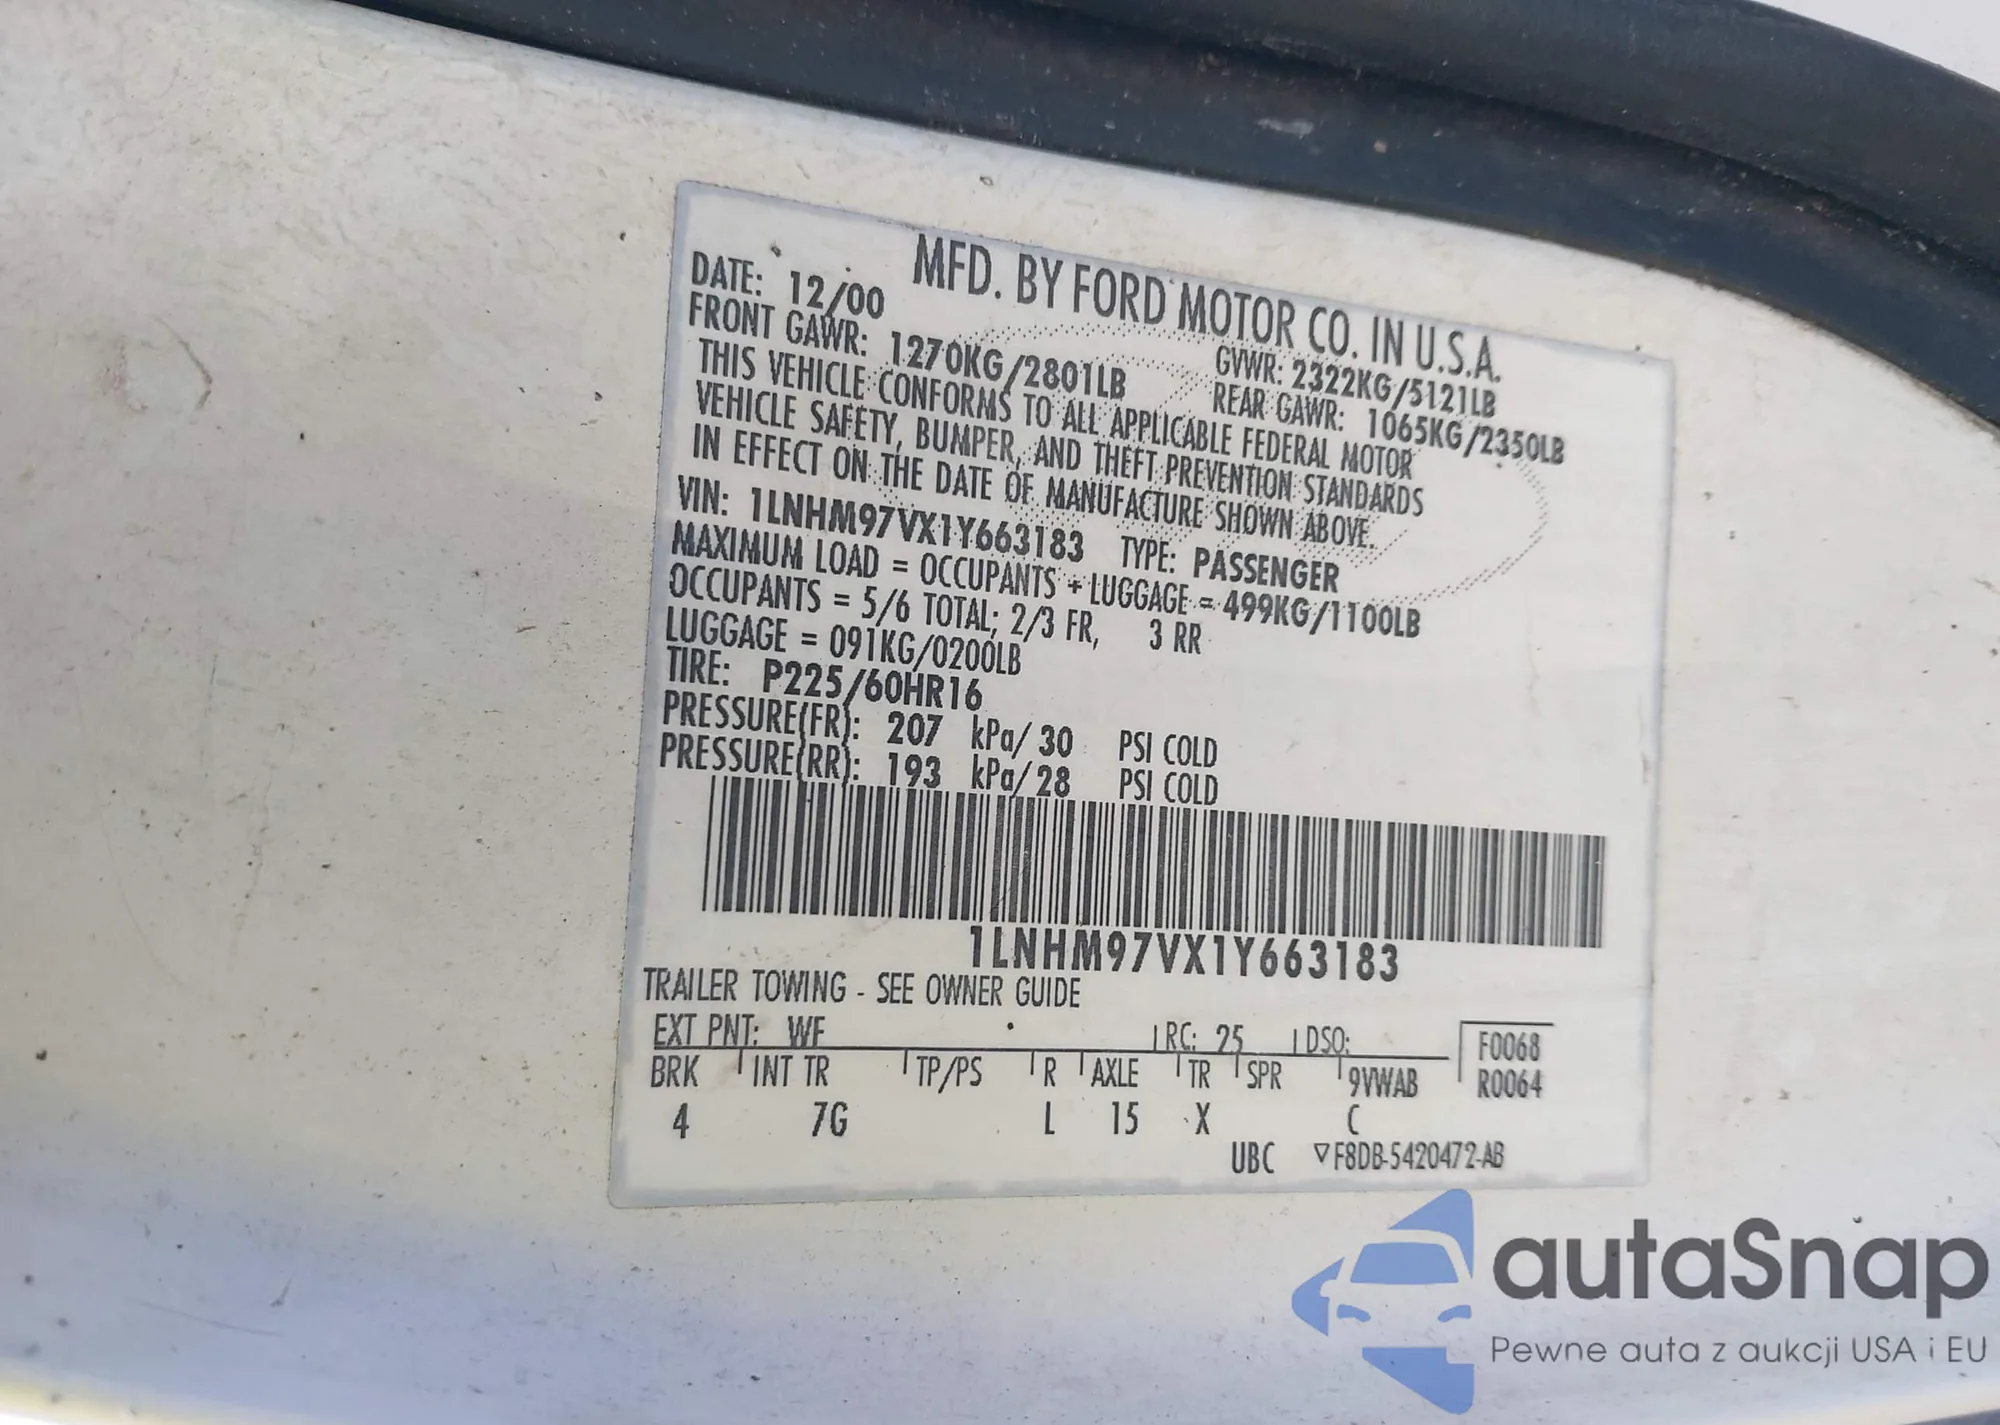 MFD. BY FORD MOTOR CO. IN U.S.A.
DATE: 12/00 GVWR: 2322KG/5121LB
FRONT GAWR: 1270KG/2801LB REAR GAWR: 1065KG/2350LB
THIS VEHICLE CONFORMS TO ALL APPLICABLE FEDERAL MOTOR
VEHICLE SAFETY, BUMPER, AND THEFT PREVENTION STANDARDS
IN EFFECT ON THE DATE OF MANUFACTURE SHOWN ABOVE.
VIN: 1LNHM97VX1Y663183 TYPE: PASSENGER
MAXIMUM LOAD = OCCUPANTS + LUGGAGE = 499KG/1100LB
OCCUPANTS = 5/6 TOTAL; 2/3 FR, 3 RR
LUGGAGE = 091KG/0200LB
TIRE: P225/60HR16
PRESSURE(FR): 207 kPa/30 PSI COLD
PRESSURE(RR): 193 kPa/28 PSI COLD
1LNHM97VX1Y663183
TRAILER TOWING - SEE OWNER GUIDE
EXT PNT: WF RC: 25 DSO: F0068
BRK INT TR TP/PS R AXLE TR SPR 9VWAB R0064
4 7G L 15 X C
UBC ▽F8DB-5420472-AB
autaSnap
Pewne auta z aukcji USA i EU